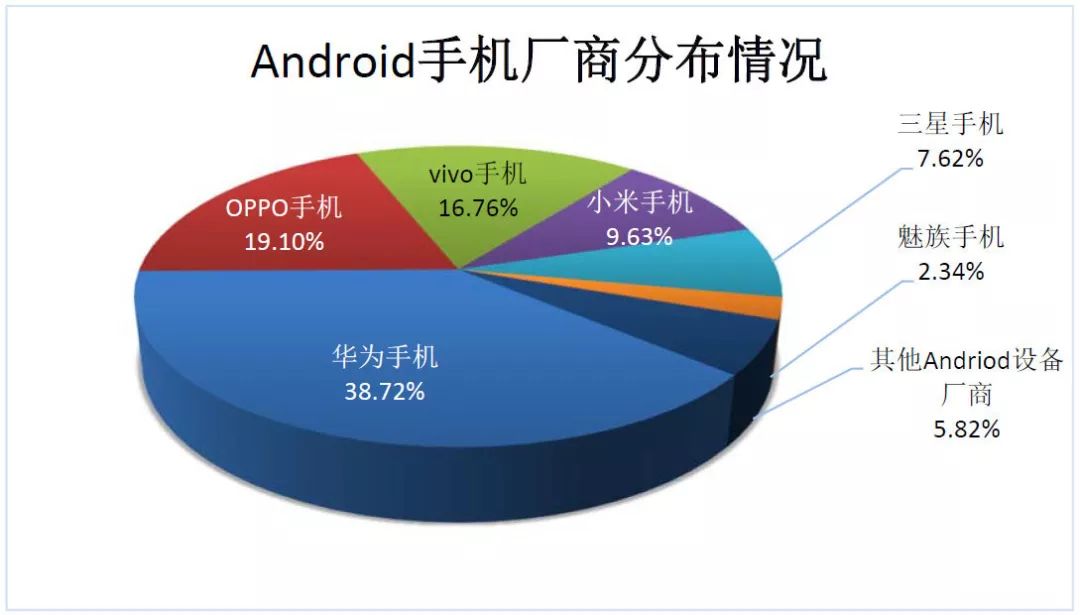 Android手机厂商分布情况
三星手机
7.62%
vivo手机
16.76%
OPPO手机
19.10%
小米手机
9.63%
魅族手机
2.34%
华为手机
38.72%
其他Andriod设备
厂商
5.82%